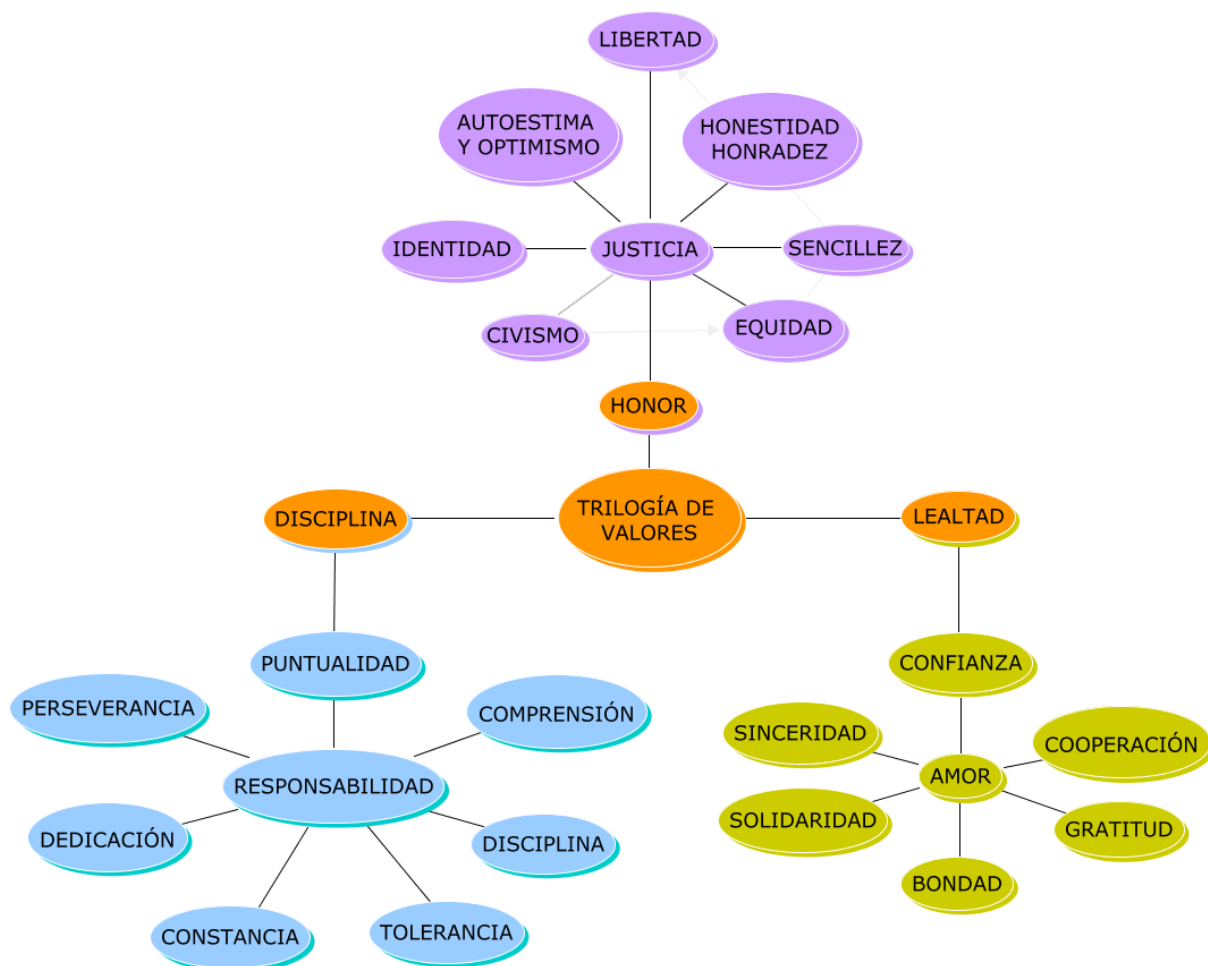 LIBERTAD
AUTOESTIMA
Y OPTIMISMO
HONESTIDAD
HONRADEZ
IDENTIDAD
JUSTICIA
SENCILLEZ
CIVISMO
EQUIDAD
HONOR
DISCIPLINA
TRILOGÍA DE
VALORES
LEALTAD
PUNTUALIDAD
PERSEVERANCIA
COMPRENSIÓN
RESPONSABILIDAD
DEDICACIÓN
DISCIPLINA
CONSTANCIA
TOLERANCIA
CONFIANZA
SINCERIDAD
COOPERACIÓN
AMOR
SOLIDARIDAD
GRATITUD
BONDAD